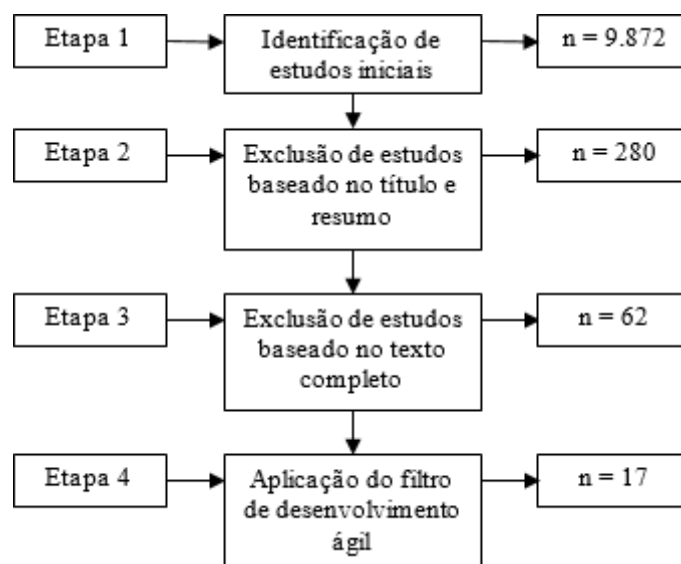 Etapa 1
Identificação de
estudos iniciais
n = 9.872
Etapa 2
Exclusão de estudos
baseado no título e
resumo
n = 280
Etapa 3
Exclusão de estudos
baseado no texto
completo
n = 62
Etapa 4
Aplicação do filtro
de desenvolvimento
ágil
n = 17